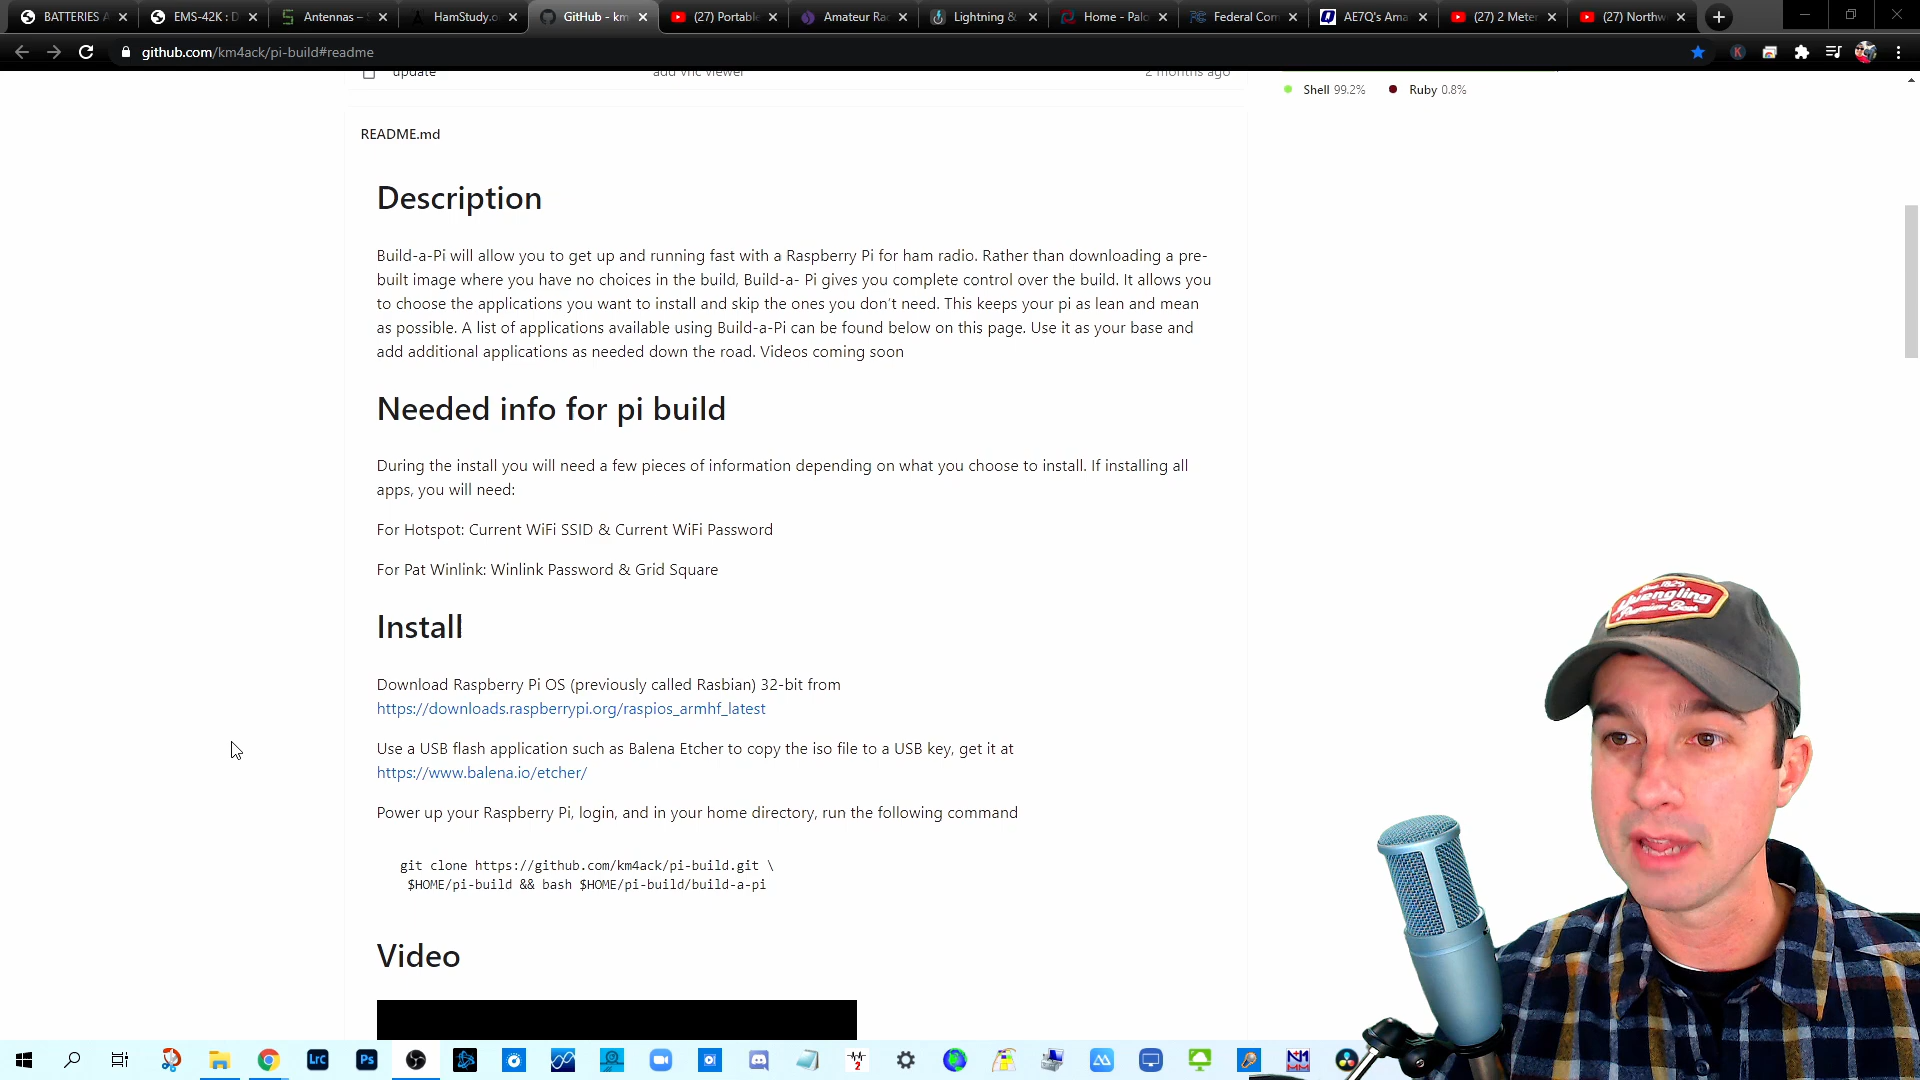 BATTERIES A
EMS-42K : D
Antennas – S
HamStudy.o
GitHub - km
(27) Portable
Amateur Rad
Lightning &
Home - Palo
Federal Com
AE7Q's Ama
(27) 2 Meter
(27) Northw
github.com/km4ack/pi-build#readme
update
add vnc viewer
2 months ago
Shell 99.2%
Ruby 0.8%
README.md
Description
Build-a-Pi will allow you to get up and running fast with a Raspberry Pi for ham radio. Rather than downloading a pre-
built image where you have no choices in the build, Build-a- Pi gives you complete control over the build. It allows you
to choose the applications you want to install and skip the ones you don't need. This keeps your pi as lean and mean
as possible. A list of applications available using Build-a-Pi can be found below on this page. Use it as your base and
add additional applications as needed down the road. Videos coming soon
Needed info for pi build
During the install you will need a few pieces of information depending on what you choose to install. If installing all
apps, you will need:
For Hotspot: Current WiFi SSID & Current WiFi Password
For Pat Winlink: Winlink Password & Grid Square
Install
Download Raspberry Pi OS (previously called Rasbian) 32-bit from
https://downloads.raspberrypi.org/raspios_armhf_latest
Use a USB flash application such as Balena Etcher to copy the iso file to a USB key, get it at
https://www.balena.io/etcher/
Power up your Raspberry Pi, login, and in your home directory, run the following command
git clone https://github.com/km4ack/pi-build.git \
$HOME/pi-build && bash $HOME/pi-build/build-a-pi
Video
Yuengling
Premium Beer
Lrc
Ps
2